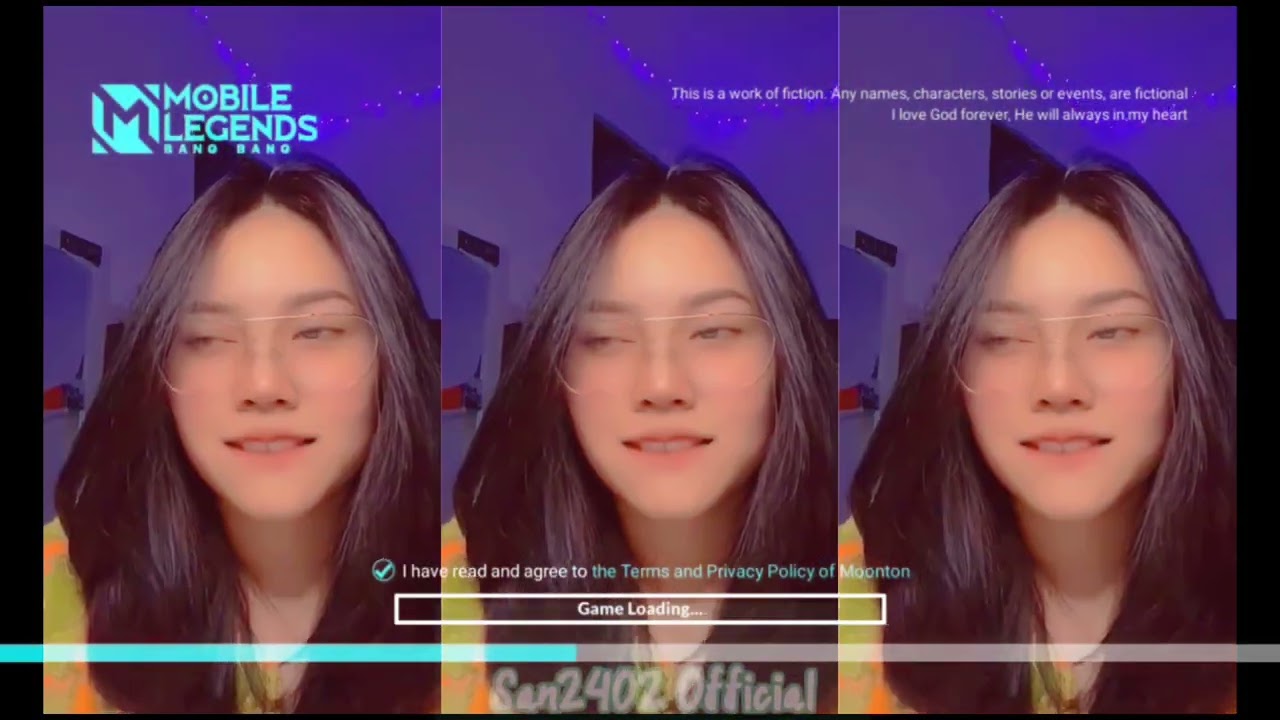 MOBILE
LEGENDS
BANG BANG
This is a work of fiction. Any names, characters, stories or events, are fictional
I love God forever, He will always in my heart
I have read and agree to the Terms and Privacy Policy of Moonton
Game Loading...
San2402 Official